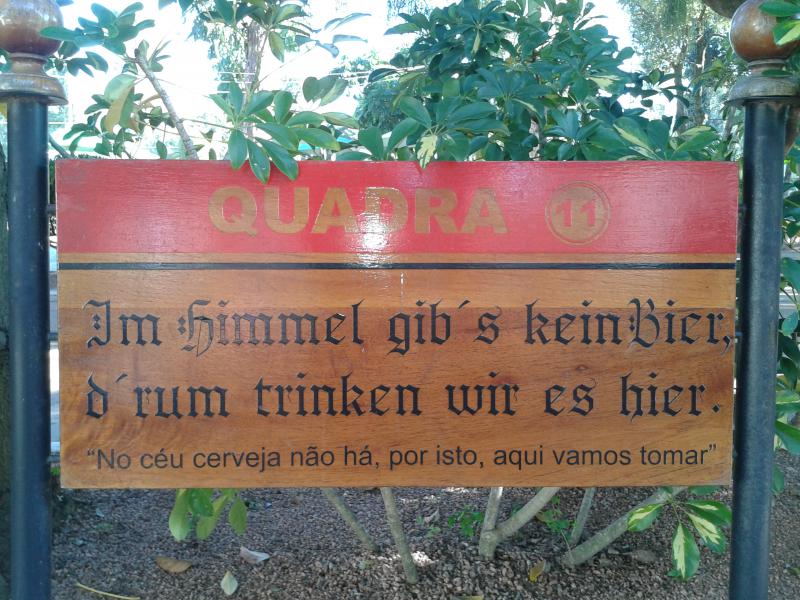 QUADRA 11
Im Himmel gib´s kein Bier,
d´rum trinken wir es hier.
“No céu cerveja não há, por isto, aqui vamos tomar”